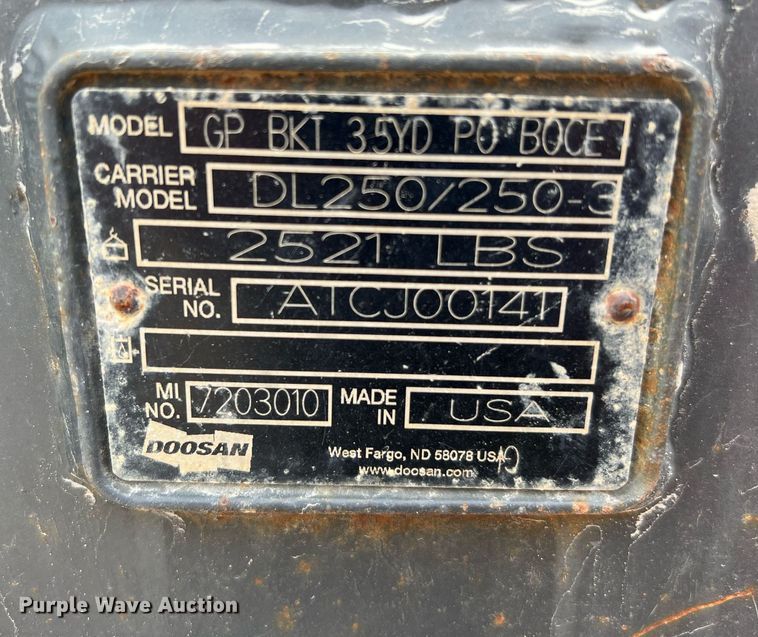 MODEL GP BKT 3.5YD PO BOCE
CARRIER MODEL DL250/250-3
2521 LBS
SERIAL NO. ATCJ00141
MI NO. 7203010 MADE IN USA
DOOSAN
West Fargo, ND 58078 USA
www.doosan.com
Purple Wave Auction